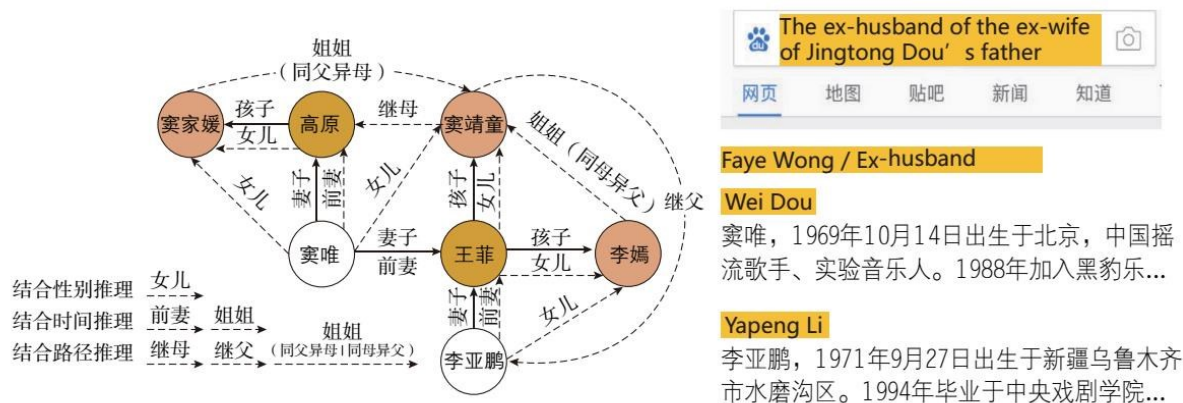 姐姐
(同父异母)
窦家媛
孩子
女儿
高原
继母
窦靖童
姐姐(同母异父)
继父
女儿
妻子
前妻
女儿
孩子
女儿
窦唯
妻子
前妻
王菲
孩子
女儿
李嫣
妻子
前妻
女儿
李亚鹏
结合性别推理 女儿
结合时间推理 前妻 姐姐
结合路径推理 继母 继父 姐姐
(同父异母|同母异父)
du
The ex-husband of the ex-wife
of Jingtong Dou's father
网页 地图 贴吧 新闻 知道
Faye Wong / Ex-husband
Wei Dou
窦唯，1969年10月14日出生于北京，中国摇
流歌手、实验音乐人。1988年加入黑豹乐...
Yapeng Li
李亚鹏，1971年9月27日出生于新疆乌鲁木齐
市水磨沟区。1994年毕业于中央戏剧学院...